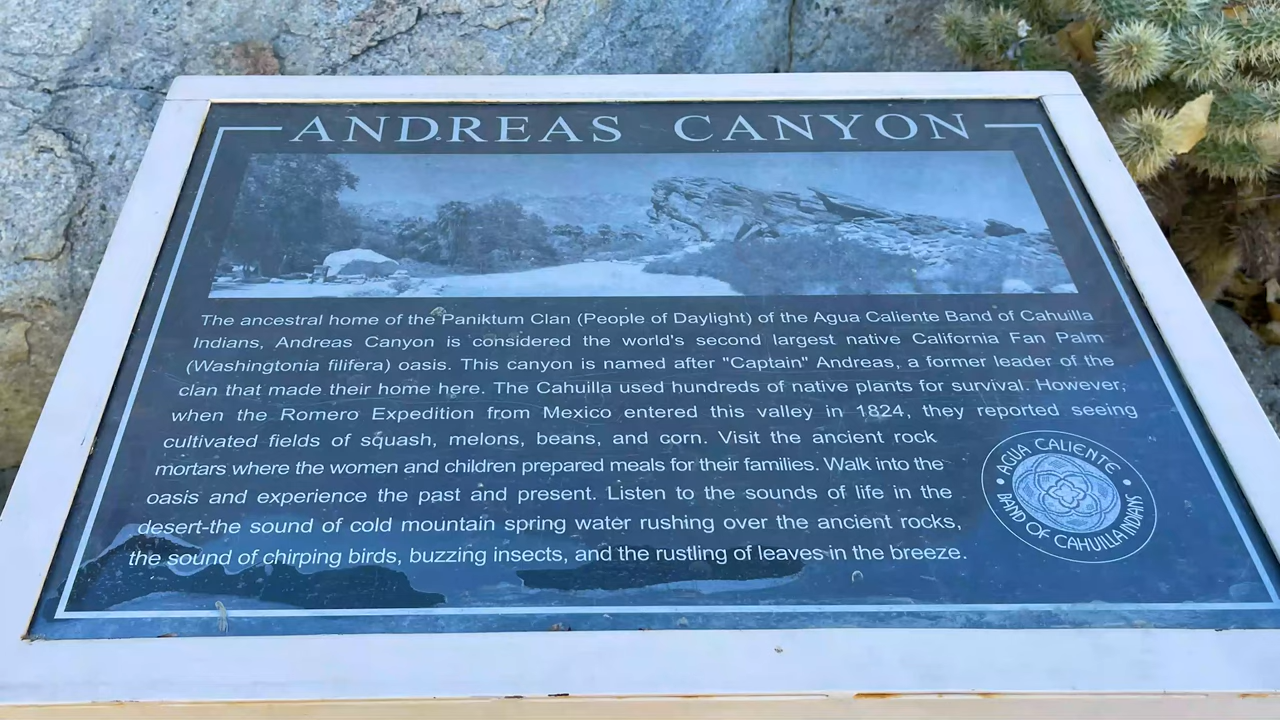 ANDREAS CANYON
The ancestral home of the Paniktum Clan (People of Daylight) of the Agua Caliente Band of Cahuilla
Indians, Andreas Canyon is considered the world's second largest native California Fan Palm
(Washingtonia filifera) oasis. This canyon is named after "Captain" Andreas, a former leader of the
clan that made their home here. The Cahuilla used hundreds of native plants for survival. However,
when the Romero Expedition from Mexico entered this valley in 1824, they reported seeing
cultivated fields of squash, melons, beans, and corn. Visit the ancient rock
mortars where the women and children prepared meals for their families. Walk into the
oasis and experience the past and present. Listen to the sounds of life in the
desert-the sound of cold mountain spring water rushing over the ancient rocks,
the sound of chirping birds, buzzing insects, and the rustling of leaves in the breeze.
AGUA CALIENTE
BAND OF CAHUILLA INDIANS